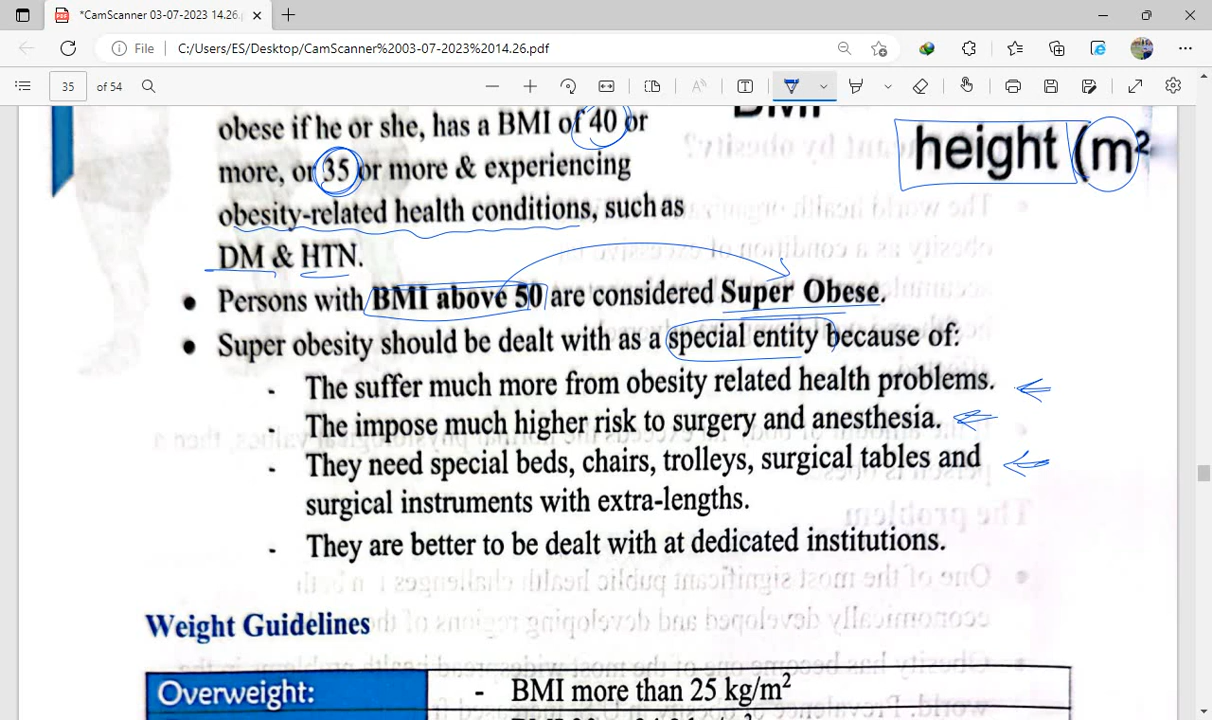 *CamScanner 03-07-2023 14.26.p
File
C:/Users/ES/Desktop/CamScanner%2003-07-2023%2014.26.pdf
35 of 54
obese if he or she, has a BMI of 40 or
more, or 35 or more & experiencing
obesity-related health conditions, such as
DM & HTN.
BMI
height (m²
• Persons with BMI above 50 are considered Super Obese.
• Super obesity should be dealt with as a special entity because of:
- The suffer much more from obesity related health problems.
- The impose much higher risk to surgery and anesthesia.
- They need special beds, chairs, trolleys, surgical tables and
surgical instruments with extra-lengths.
- They are better to be dealt with at dedicated institutions.
Weight Guidelines
Overweight: - BMI more than 25 kg/m²